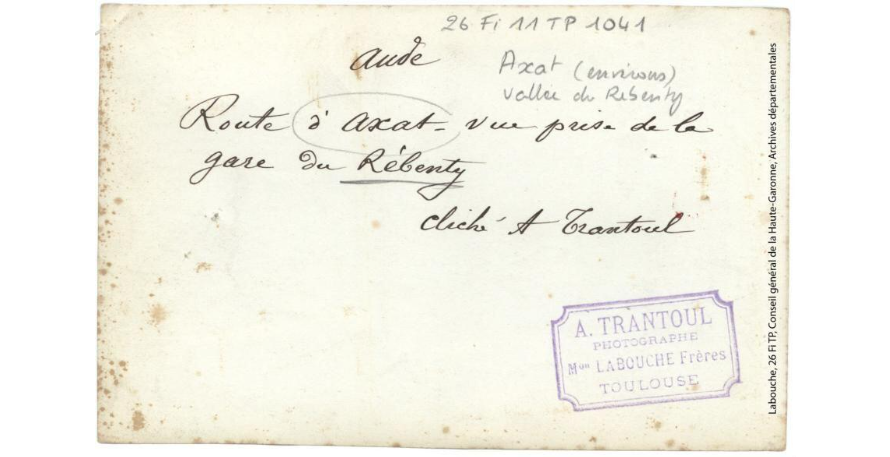 26 Fi 11 TP 1041
Aude
Axat (environs)
vallée du Rébenty
Route d'Axat - vue prise de la
gare du Rébenty
cliché A Trantoul
A. TRANTOUL
PHOTOGRAPHE
Mon LABOUCHE Frères
TOULOUSE
Labouche, 26 Fi TP, Conseil général de la Haute-Garonne, Archives départementales